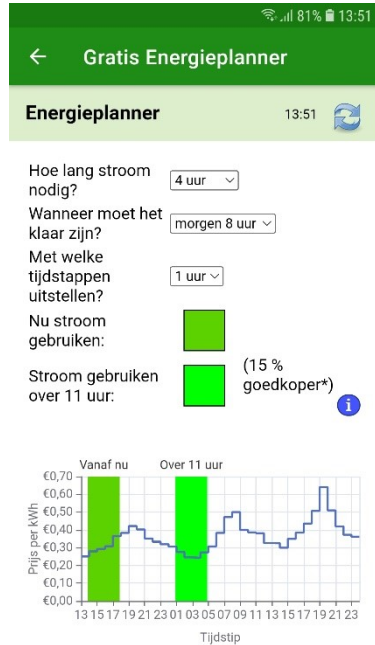 81% 13:51
Gratis Energieplanner
Energieplanner 13:51
Hoe lang stroom
nodig?
4 uur
Wanneer moet het
klaar zijn?
morgen 8 uur
Met welke
tijdstappen
uitstellen?
1 uur
Nu stroom
gebruiken:
Stroom gebruiken
over 11 uur:
(15 %
goedkoper*)
i
Vanaf nu Over 11 uur
€0,70
€0,60
€0,50
€0,40
€0,30
€0,20
€0,10
€0,00
Prijs per kWh
13 15 17 19 21 23 01 03 05 07 09 11 13 15 17 19 21 23
Tijdstip